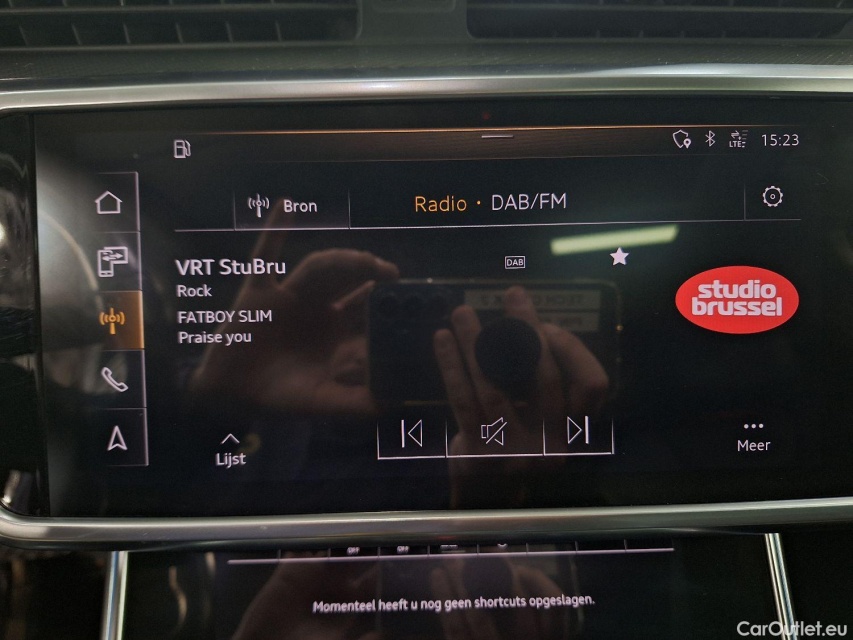 LTE
15:23
Bron
Radio · DAB/FM
VRT StuBru
DAB
Rock
studio
brussel
FATBOY SLIM
Praise you
Lijst
Meer
Momenteel heeft u nog geen shortcuts opgeslagen.
CarOutlet.eu